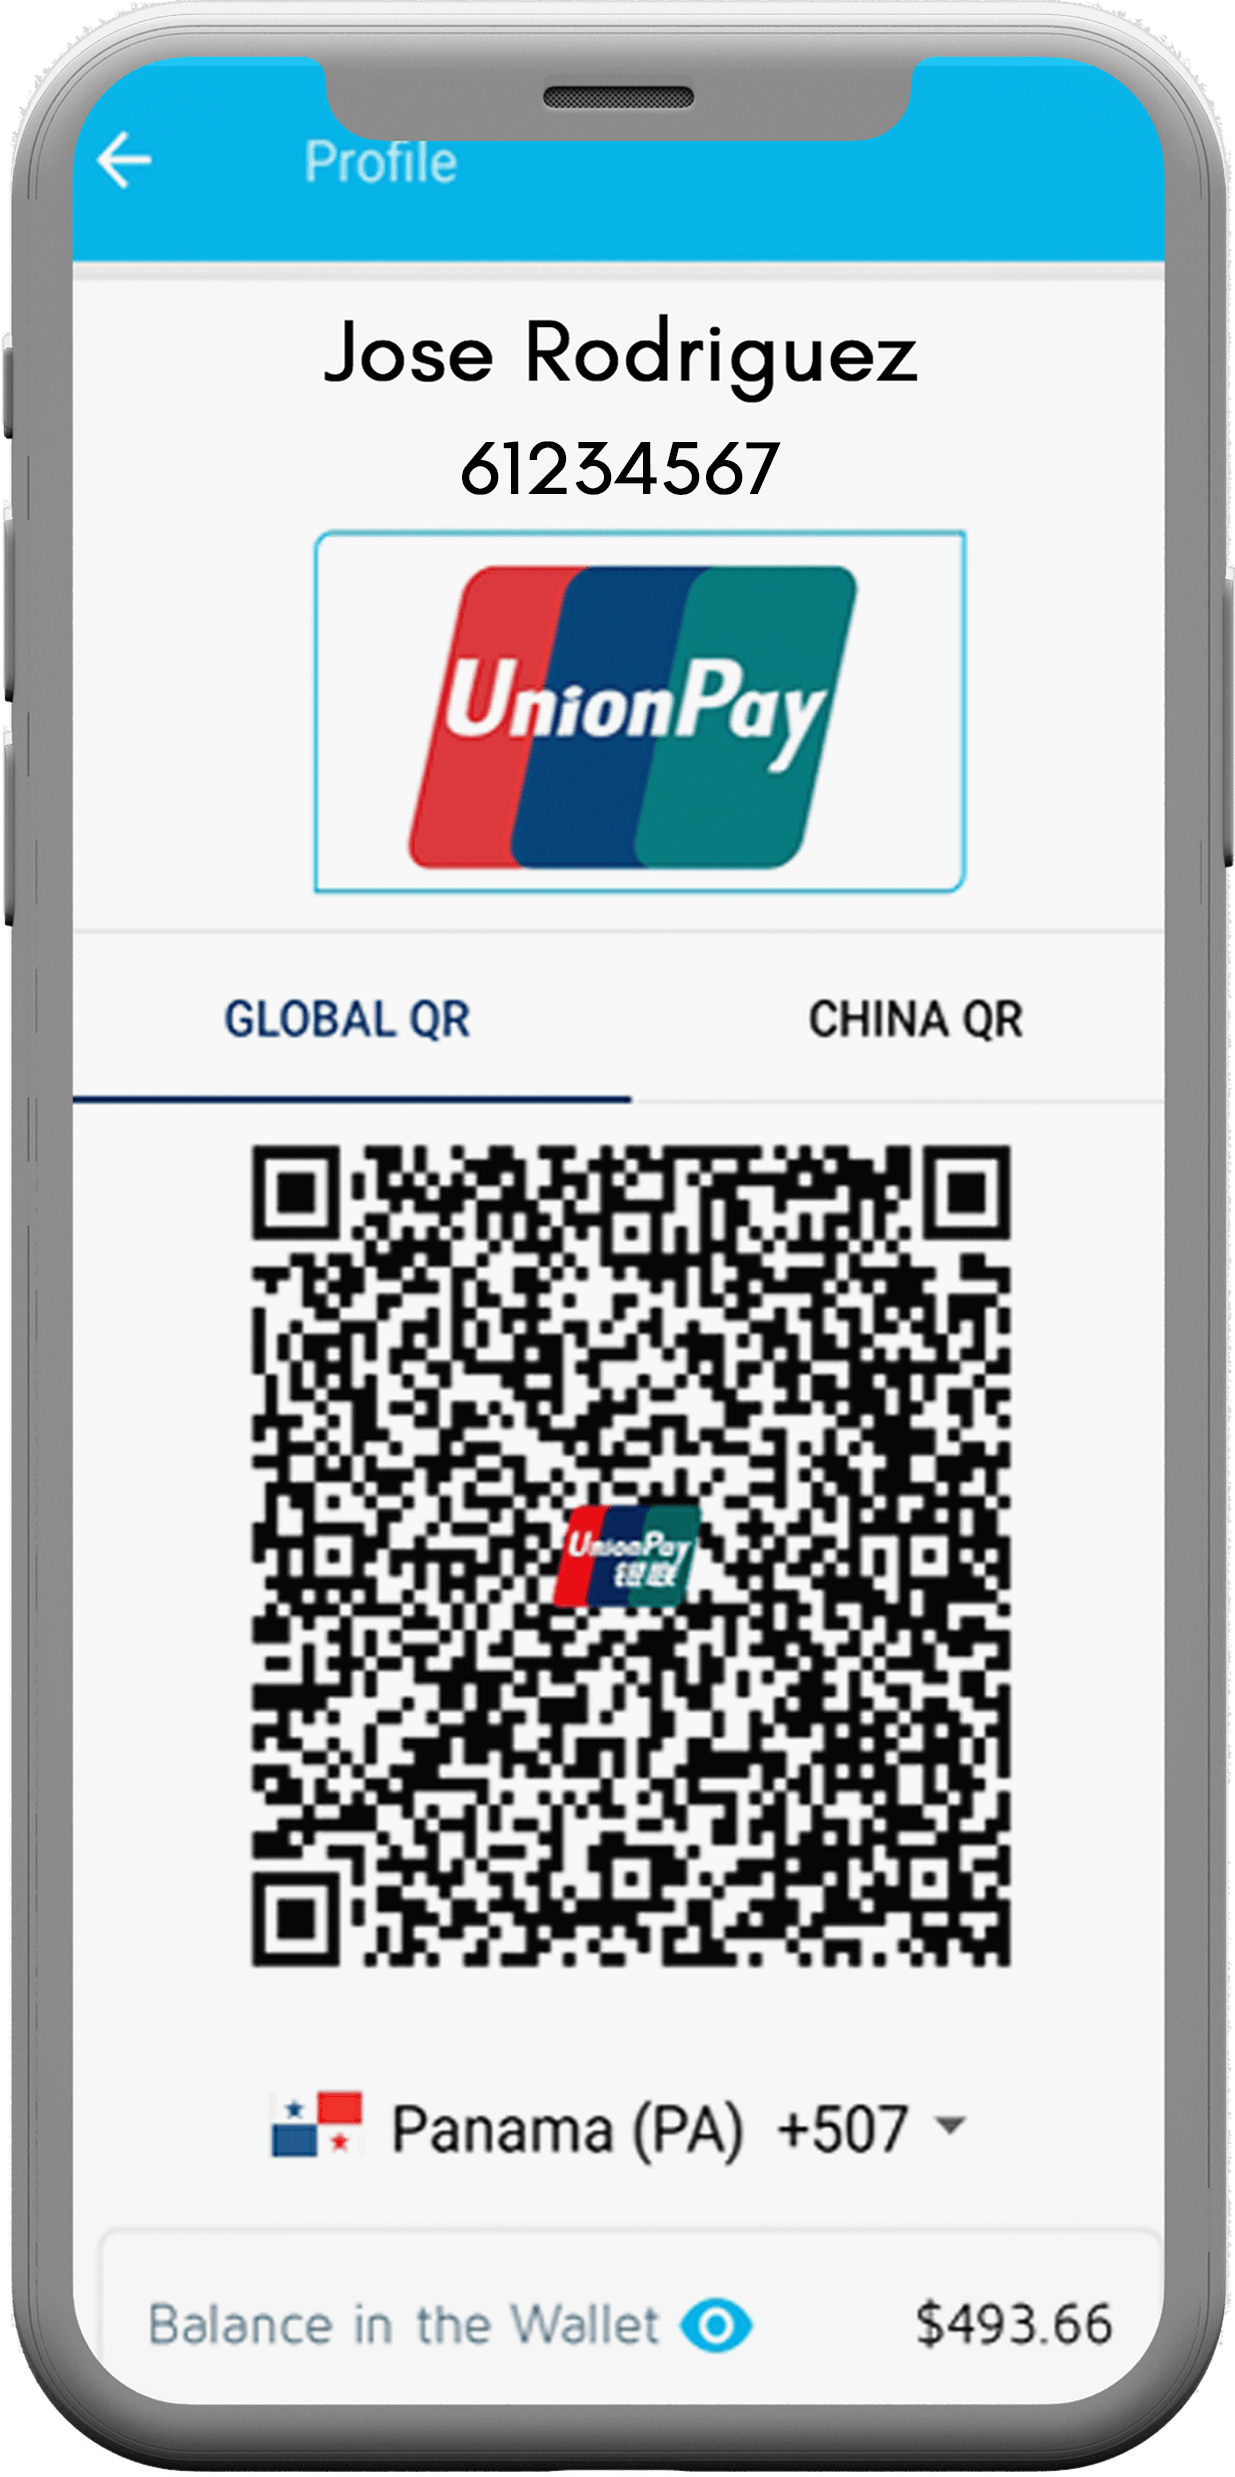 Profile
Jose Rodriguez
61234567
UnionPay
GLOBAL QR
CHINA QR
UnionPay
银联
Panama (PA) +507
Balance in the Wallet
$493.66